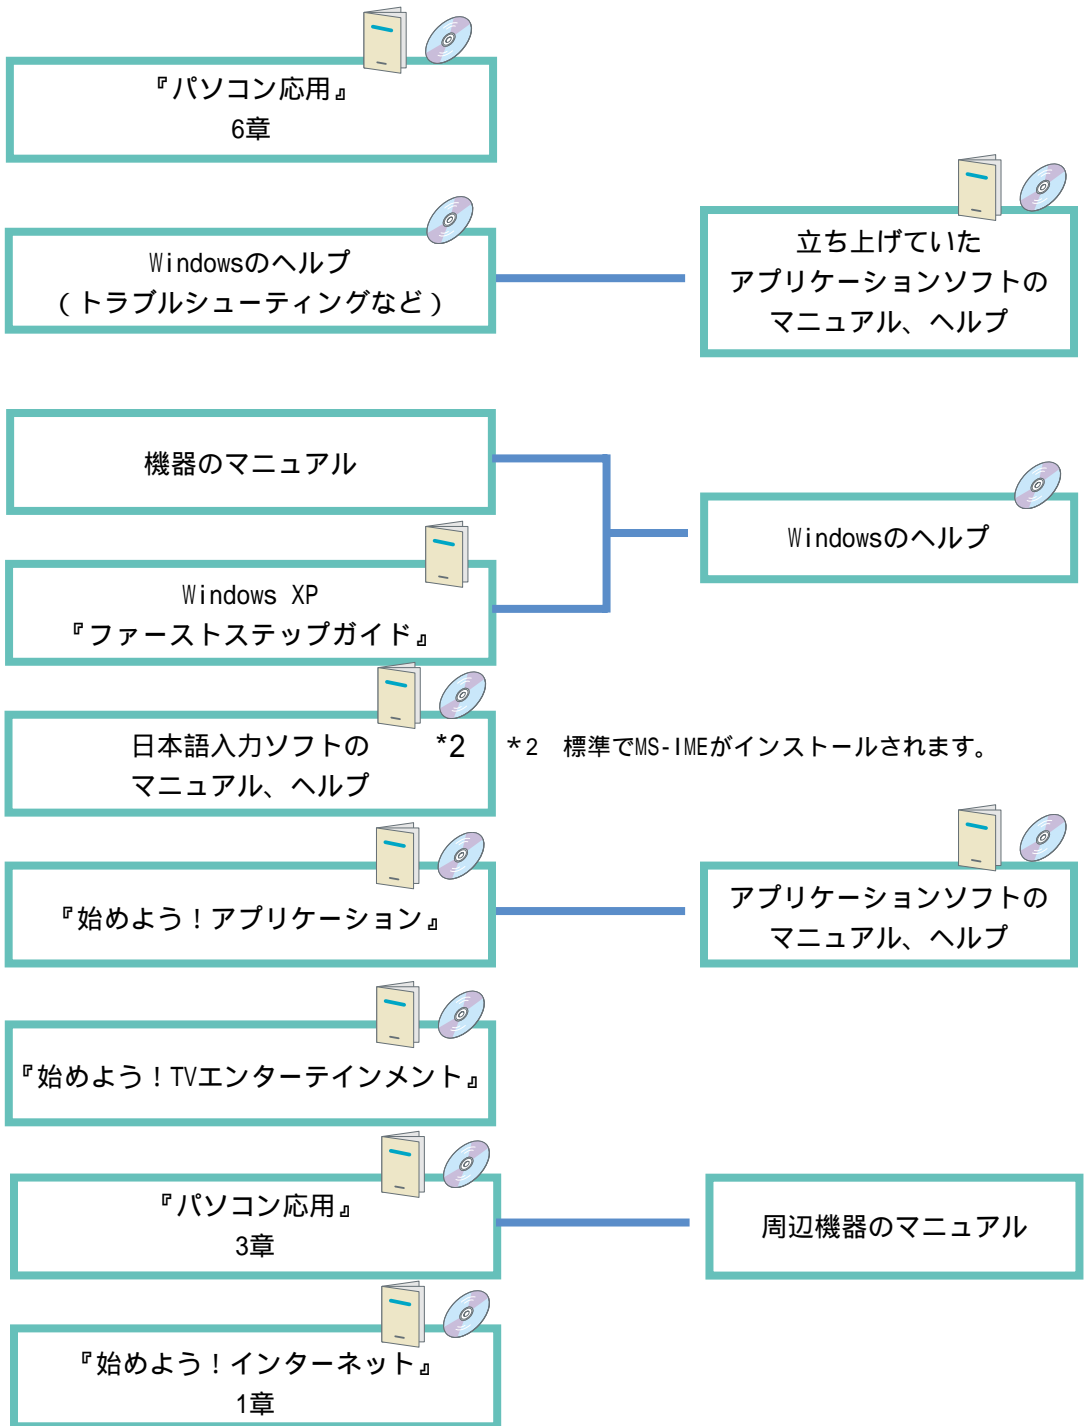 『パソコン応用』
6章
Windowsのヘルプ
（トラブルシューティングなど）
立ち上げていた
アプリケーションソフトの
マニュアル、ヘルプ
機器のマニュアル
Windowsのヘルプ
Windows XP
『ファーストステップガイド』
日本語入力ソフトの *2
マニュアル、ヘルプ
＊2　標準でMS-IMEがインストールされます。
『始めよう！アプリケーション』
アプリケーションソフトの
マニュアル、ヘルプ
『始めよう！TVエンターテインメント』
『パソコン応用』
3章
周辺機器のマニュアル
『始めよう！インターネット』
1章